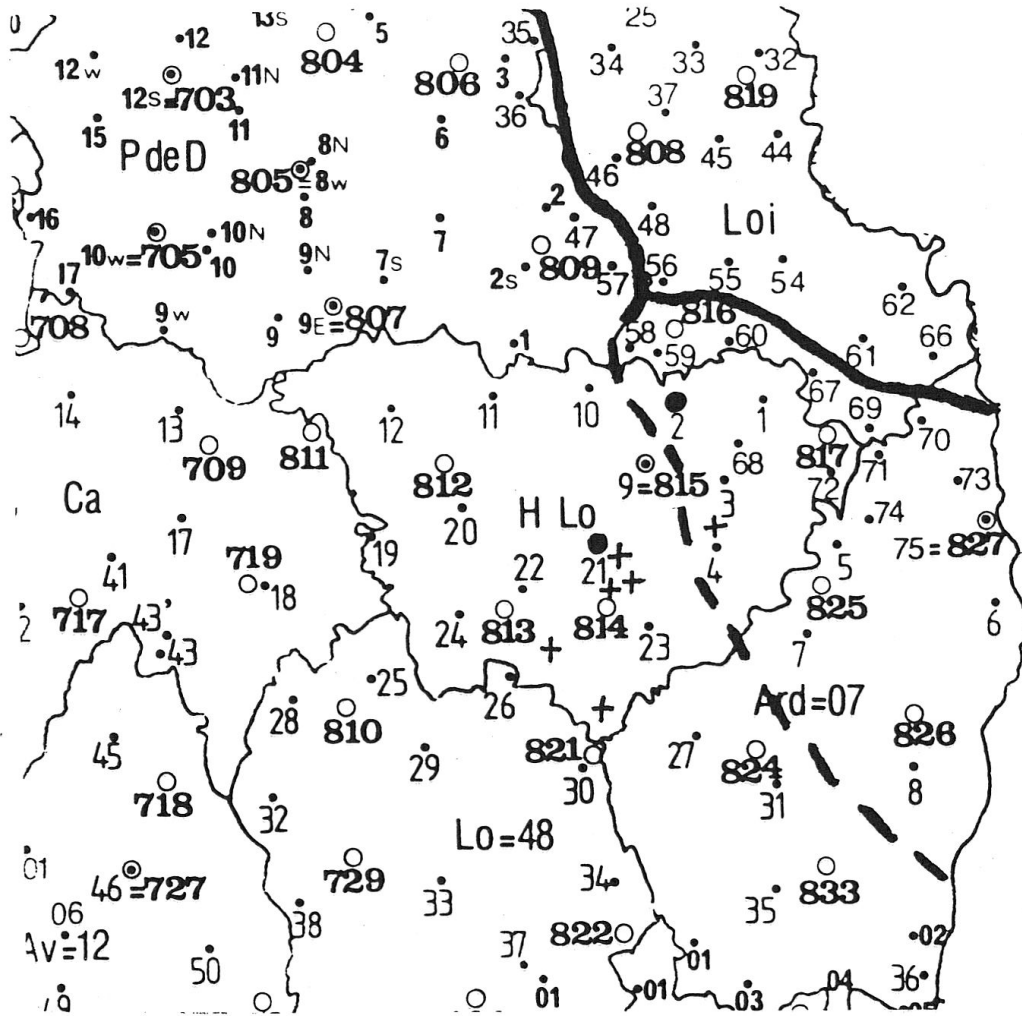 13S 5 35 25
12 804 34 33 32
12w 11N 806 3 819
12S=703 36 37
15 11 6 808 45 44
PdeD 8N 46
805=8w
16 8 2 48 Loi
10N 7 47
10w=705 10 9N 7S 2S 809 57 56 55 54
17 62
708 9w 9 9E=807 1 58 816 60 61 66
59
14 13 12 11 10 2 1 67 69 70
709 811 68 817 71
812 9=815 3 72 73
Ca 20 H Lo 74
17 19 75=827
41 719 22 21 4 5
717 43' 18 825 6
2 24 813 814 23 7
43
25 26
28 810 Ard=07
45 29 821 27 824 826
718 30 31 8
32
Lo=48
01 729 833
46=727 33 34 35
06 38
Av=12 37 822 01 02
50 36
01 01 03 04